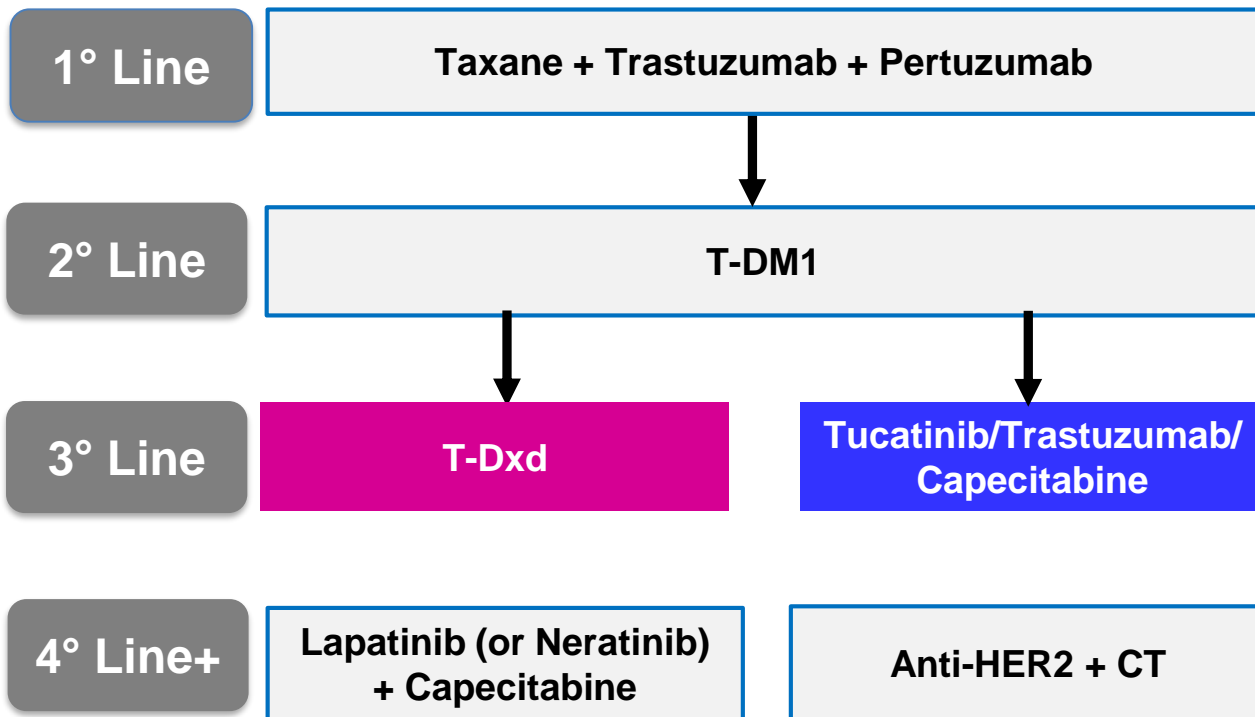 1° Line
Taxane + Trastuzumab + Pertuzumab
2° Line
T-DM1
3° Line
T-Dxd
Tucatinib/Trastuzumab/
Capecitabine
4° Line+
Lapatinib (or Neratinib)
+ Capecitabine
Anti-HER2 + CT